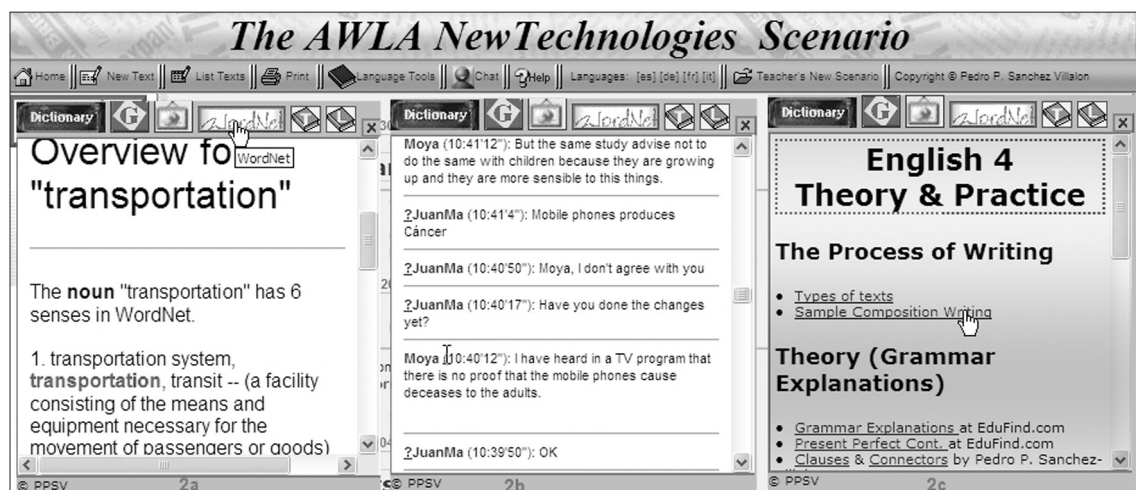 The AWLA NewTechnologies Scenario
Home New Text List Texts Print Language Tools Chat Help Languages: [es] [de] [fr] [it] Teacher's New Scenario Copyright © Pedro P. Sanchez Villalon
Dictionary G WordNet T L
Overview fo
WordNet
"transportation"
The noun "transportation" has 6
senses in WordNet.
1. transportation system,
transportation, transit -- (a facility
consisting of the means and
equipment necessary for the
movement of passengers or goods)
© PPSV 2a
Dictionary G WordNet T L
Moya (10:41'12"): But the same study advise not to
do the same with children because they are growing
up and they are more sensible to this things.
?JuanMa (10:41'4"): Mobile phones produces
Cáncer
?JuanMa (10:40'50"): Moya, I don't agree with you
?JuanMa (10:40'17"): Have you done the changes
yet?
Moya (10:40'12"): I have heard in a TV program that
there is no proof that the mobile phones cause
deceases to the adults.
?JuanMa (10:39'50"): OK
© PPSV 2b
Dictionary G WordNet T L
English 4
Theory & Practice
The Process of Writing
• Types of texts
• Sample Composition Writing
Theory (Grammar
Explanations)
• Grammar Explanations at EduFind.com
• Present Perfect Cont. at EduFind.com
• Clauses & Connectors by Pedro P. Sanchez-
© PPSV 2c